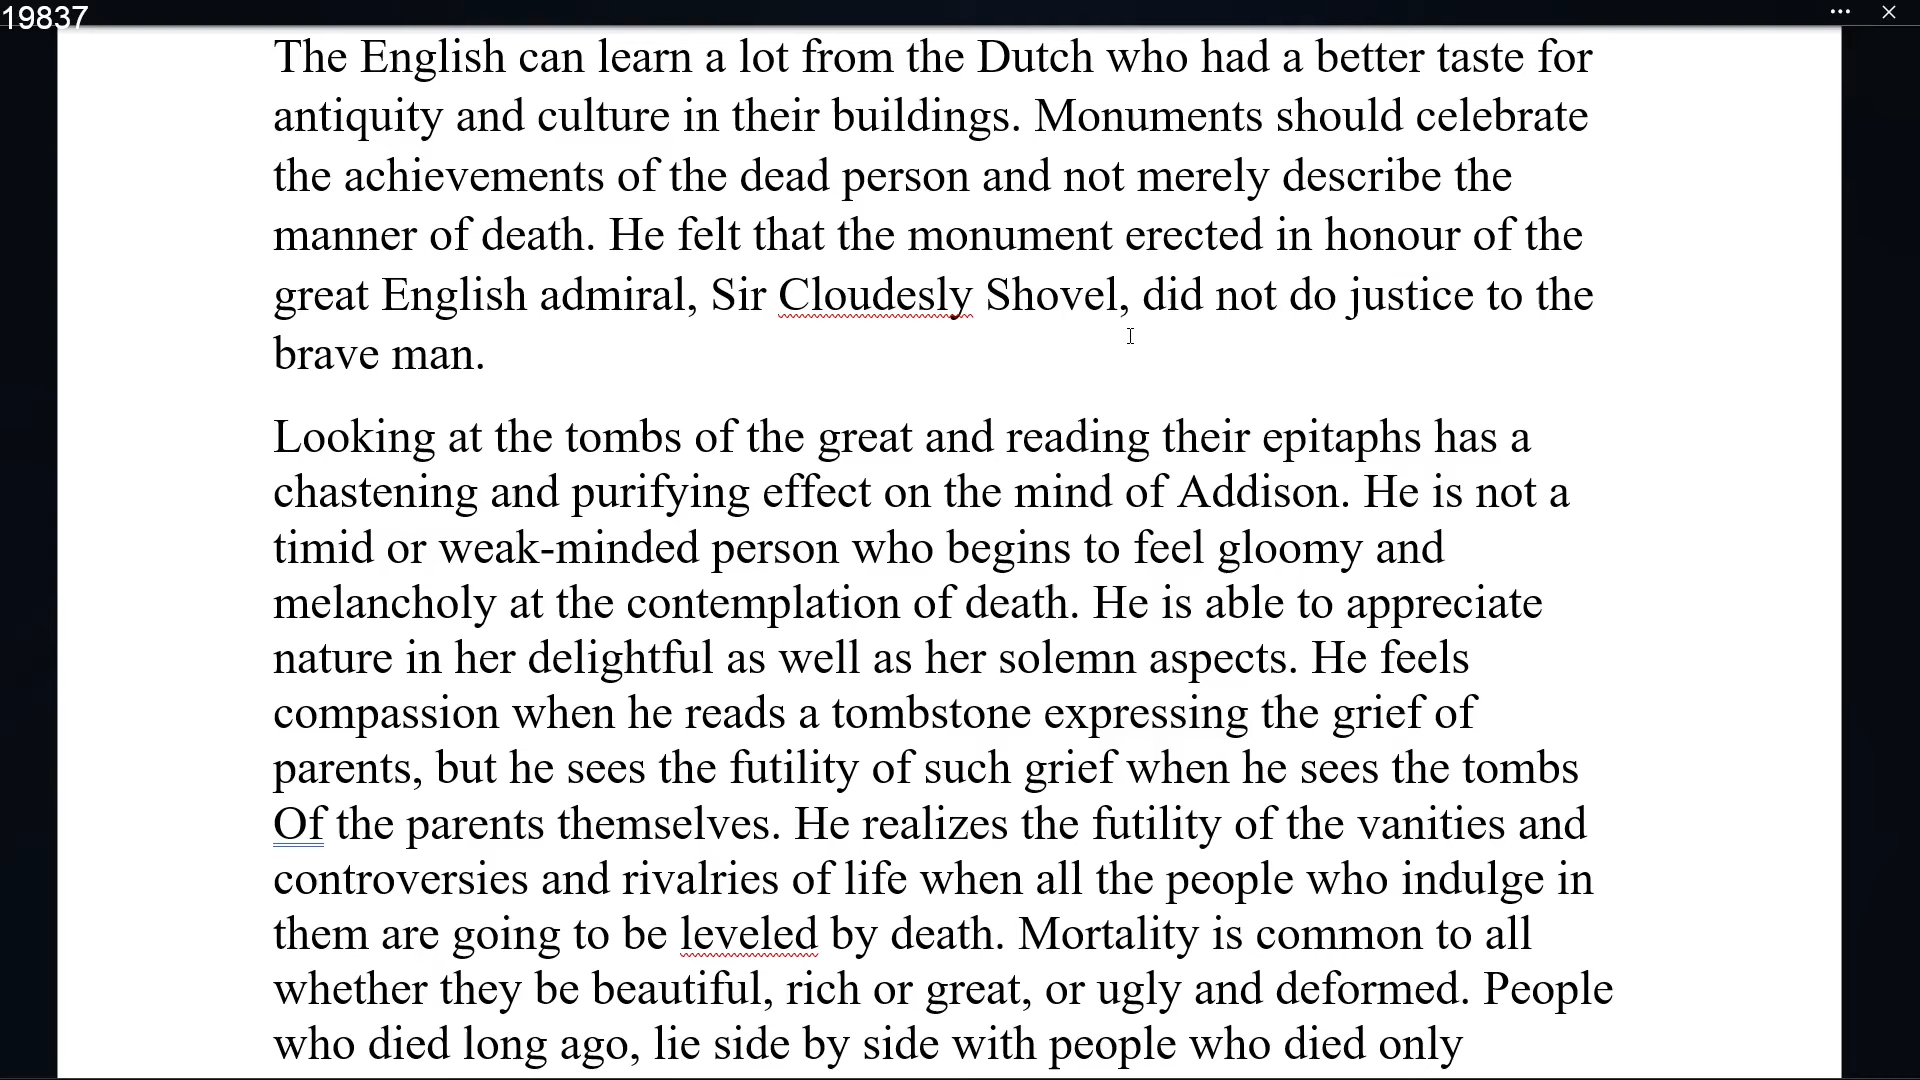 19837
The English can learn a lot from the Dutch who had a better taste for
antiquity and culture in their buildings. Monuments should celebrate
the achievements of the dead person and not merely describe the
manner of death. He felt that the monument erected in honour of the
great English admiral, Sir Cloudesly Shovel, did not do justice to the
brave man.
Looking at the tombs of the great and reading their epitaphs has a
chastening and purifying effect on the mind of Addison. He is not a
timid or weak-minded person who begins to feel gloomy and
melancholy at the contemplation of death. He is able to appreciate
nature in her delightful as well as her solemn aspects. He feels
compassion when he reads a tombstone expressing the grief of
parents, but he sees the futility of such grief when he sees the tombs
Of the parents themselves. He realizes the futility of the vanities and
controversies and rivalries of life when all the people who indulge in
them are going to be leveled by death. Mortality is common to all
whether they be beautiful, rich or great, or ugly and deformed. People
who died long ago, lie side by side with people who died only